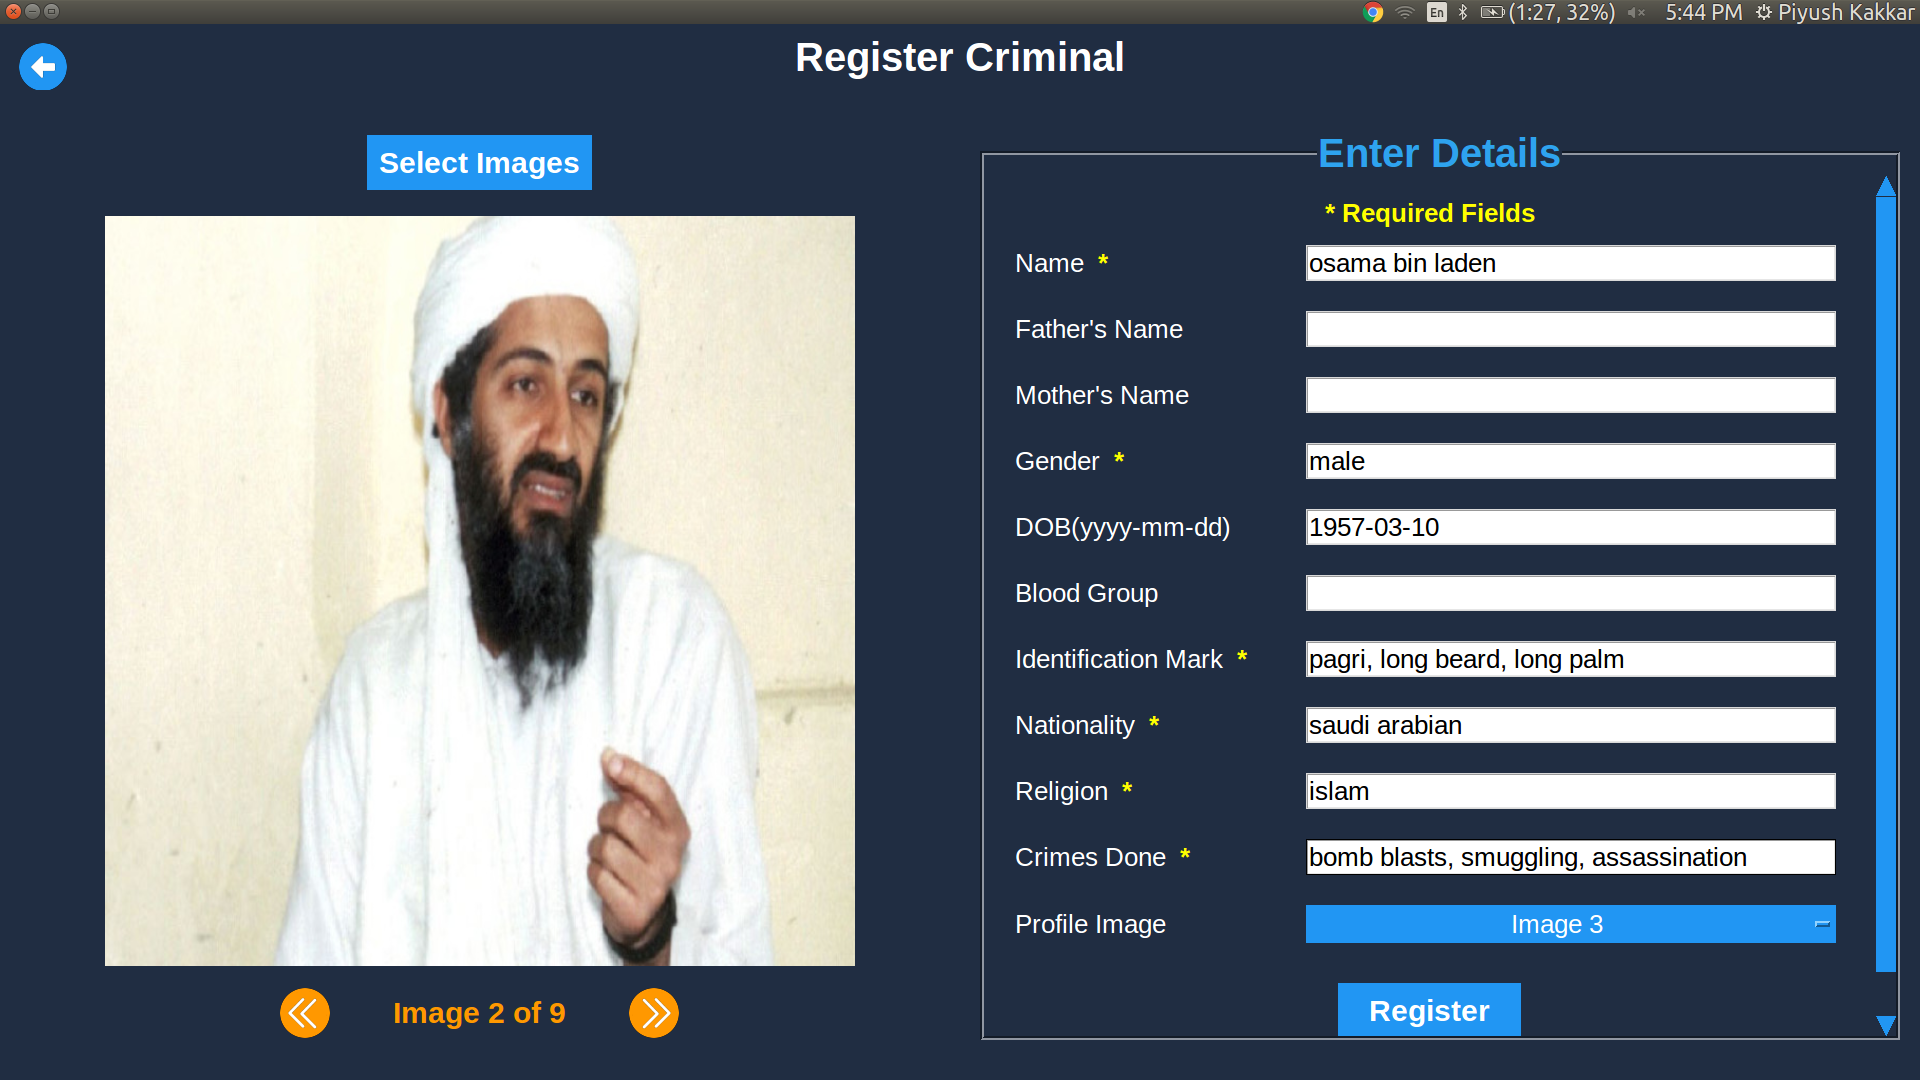 En (1:27, 32%) 5:44 PM Piyush Kakkar
Register Criminal
Select Images
Enter Details
* Required Fields
Name * osama bin laden
Father's Name
Mother's Name
Gender * male
DOB(yyyy-mm-dd) 1957-03-10
Blood Group
Identification Mark * pagri, long beard, long palm
Nationality * saudi arabian
Religion * islam
Crimes Done * bomb blasts, smuggling, assassination
Profile Image Image 3
Image 2 of 9
Register